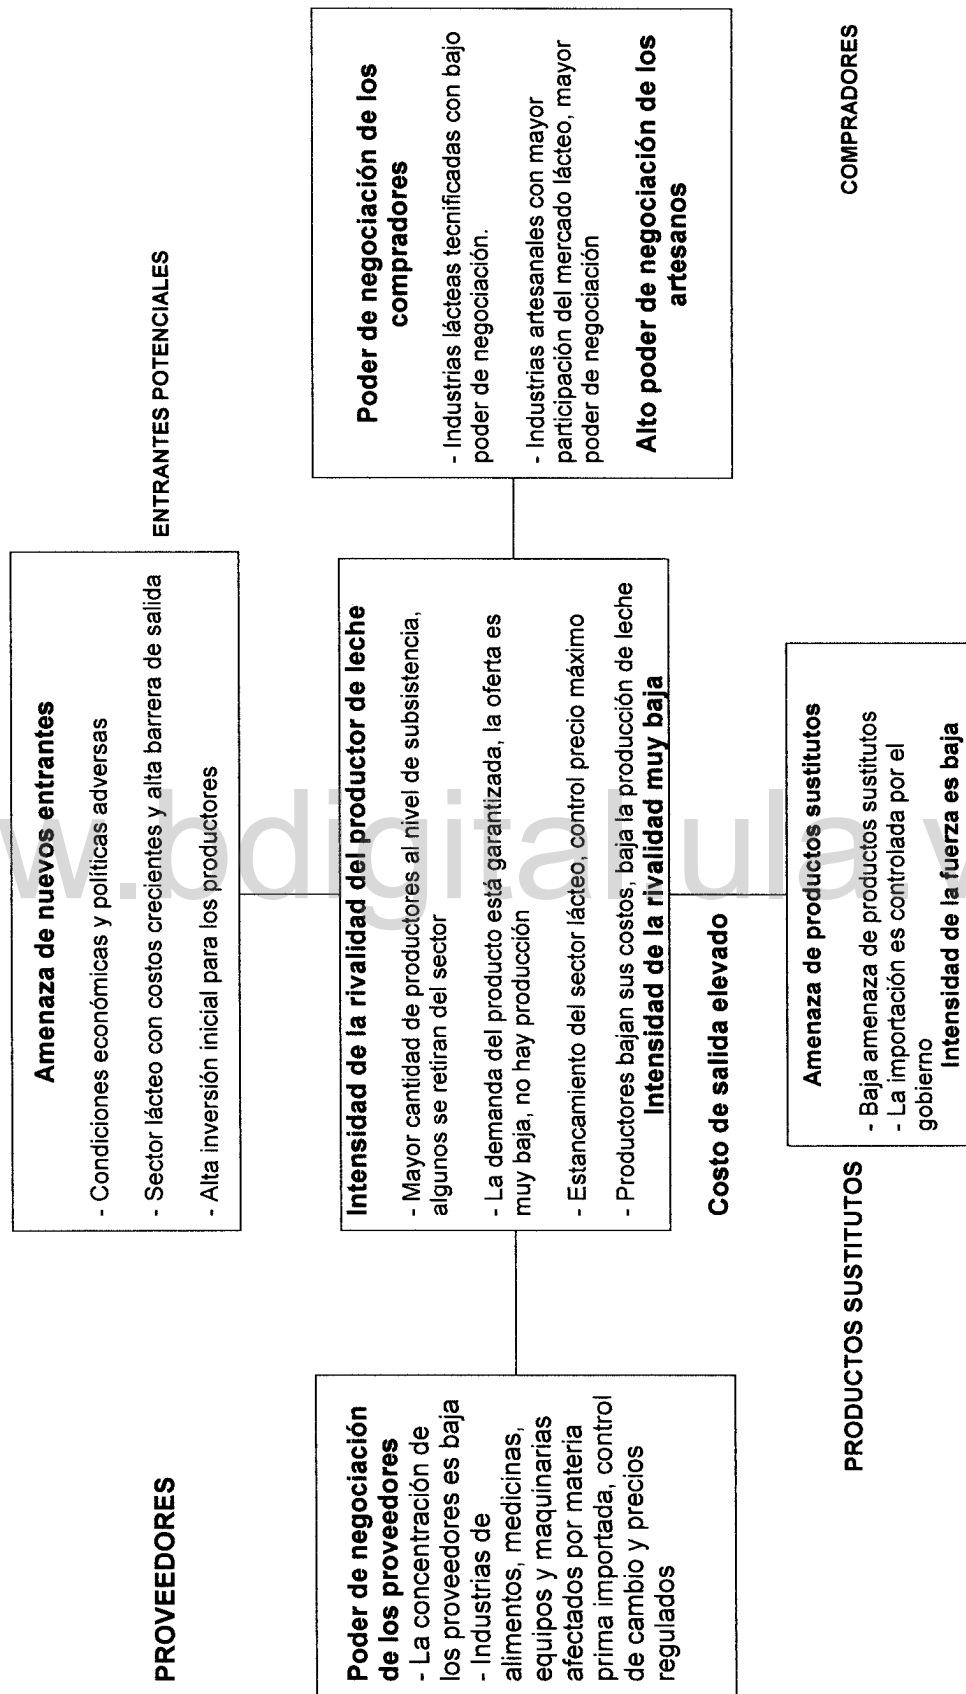 PROVEEDORES
Poder de negociación
de los proveedores
- La concentración de
los proveedores es baja
- Industrias de
alimentos, medicinas,
equipos y maquinarias
afectados por materia
prima importada, control
de cambio y precios
regulados
Amenaza de nuevos entrantes
- Condiciones económicas y políticas adversas
- Sector lácteo con costos crecientes y alta barrera de salida
- Alta inversión inicial para los productores
ENTRANTES POTENCIALES
Intensidad de la rivalidad del productor de leche
- Mayor cantidad de productores al nivel de subsistencia,
algunos se retiran del sector
- La demanda del producto está garantizada, la oferta es
muy baja, no hay producción
- Estancamiento del sector lácteo, control precio máximo
- Productores bajan sus costos, baja la producción de leche
Intensidad de la rivalidad muy baja
Costo de salida elevado
Poder de negociación de los
compradores
- Industrias lácteas tecnificadas con bajo
poder de negociación.
- Industrias artesanales con mayor
participación del mercado lácteo, mayor
poder de negociación
Alto poder de negociación de los
artesanos
COMPRADORES
PRODUCTOS SUSTITUTOS
Amenaza de productos sustitutos
- Baja amenaza de productos sustitutos
- La importación es controlada por el
gobierno
Intensidad de la fuerza es baja
w.bdigital.ula.v